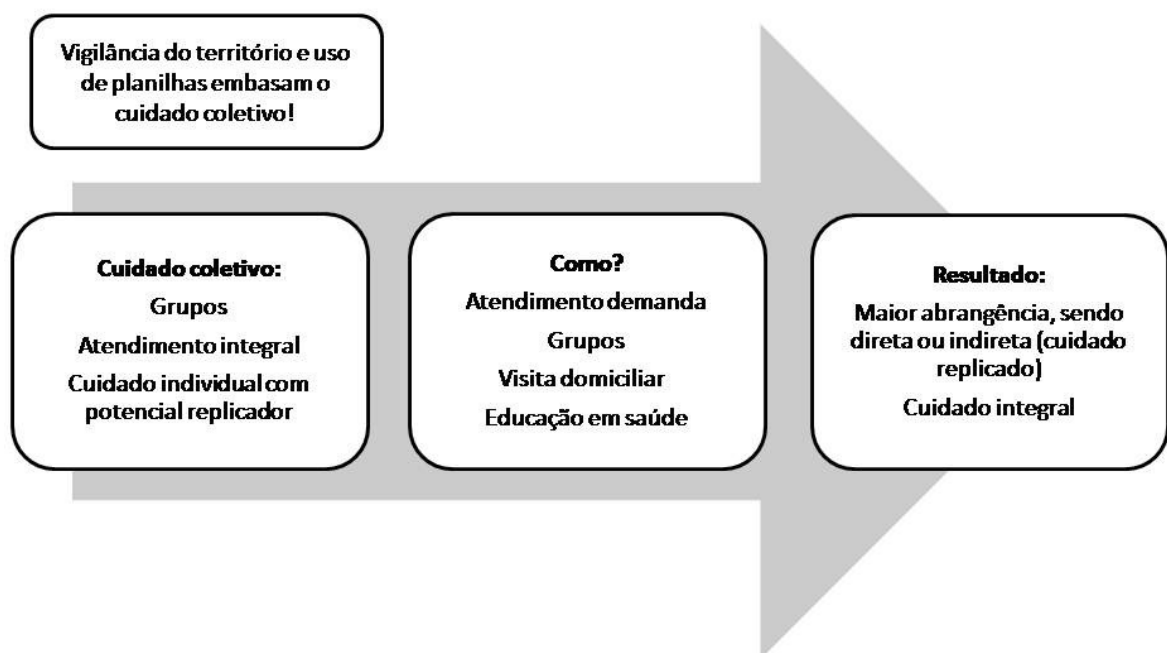 Vigilância do território e uso
de planilhas embasam o
cuidado coletivo!
Cuidado coletivo:
Grupos
Atendimento integral
Cuidado individual com
potencial replicador
Como?
Atendimento demanda
Grupos
Visita domiciliar
Educação em saúde
Resultado:
Maior abrangência, sendo
direta ou indireta (cuidado
replicado)
Cuidado integral